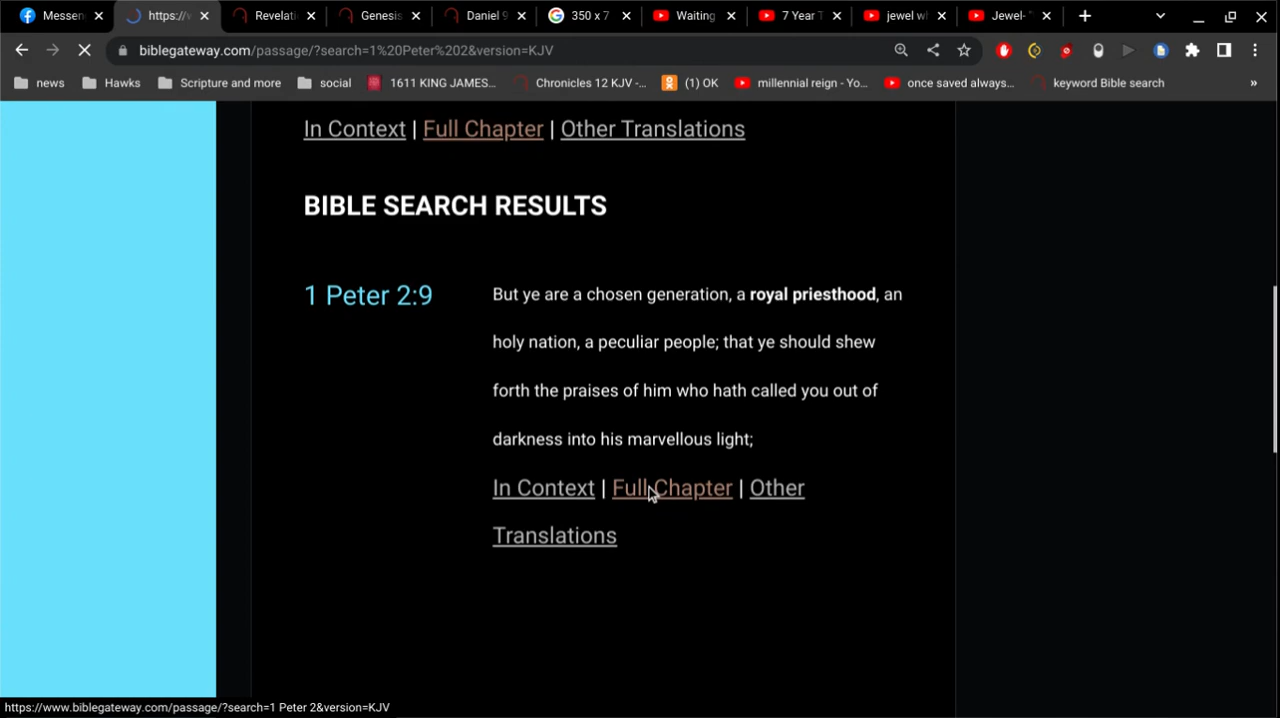 Messen
https://v
Revelati
Genesis
Daniel 9
350 x 7
Waiting
7 Year T
jewel w
Jewel- "
biblegateway.com/passage/?search=1%20Peter%202&version=KJV
news
Hawks
Scripture and more
social
1611 KING JAMES...
Chronicles 12 KJV -...
(1) OK
millennial reign - Yo...
once saved always...
keyword Bible search
»
In Context | Full Chapter | Other Translations
BIBLE SEARCH RESULTS
1 Peter 2:9
But ye are a chosen generation, a royal priesthood, an
holy nation, a peculiar people; that ye should shew
forth the praises of him who hath called you out of
darkness into his marvellous light;
In Context | Full Chapter | Other
Translations
https://www.biblegateway.com/passage/?search=1 Peter 2&version=KJV